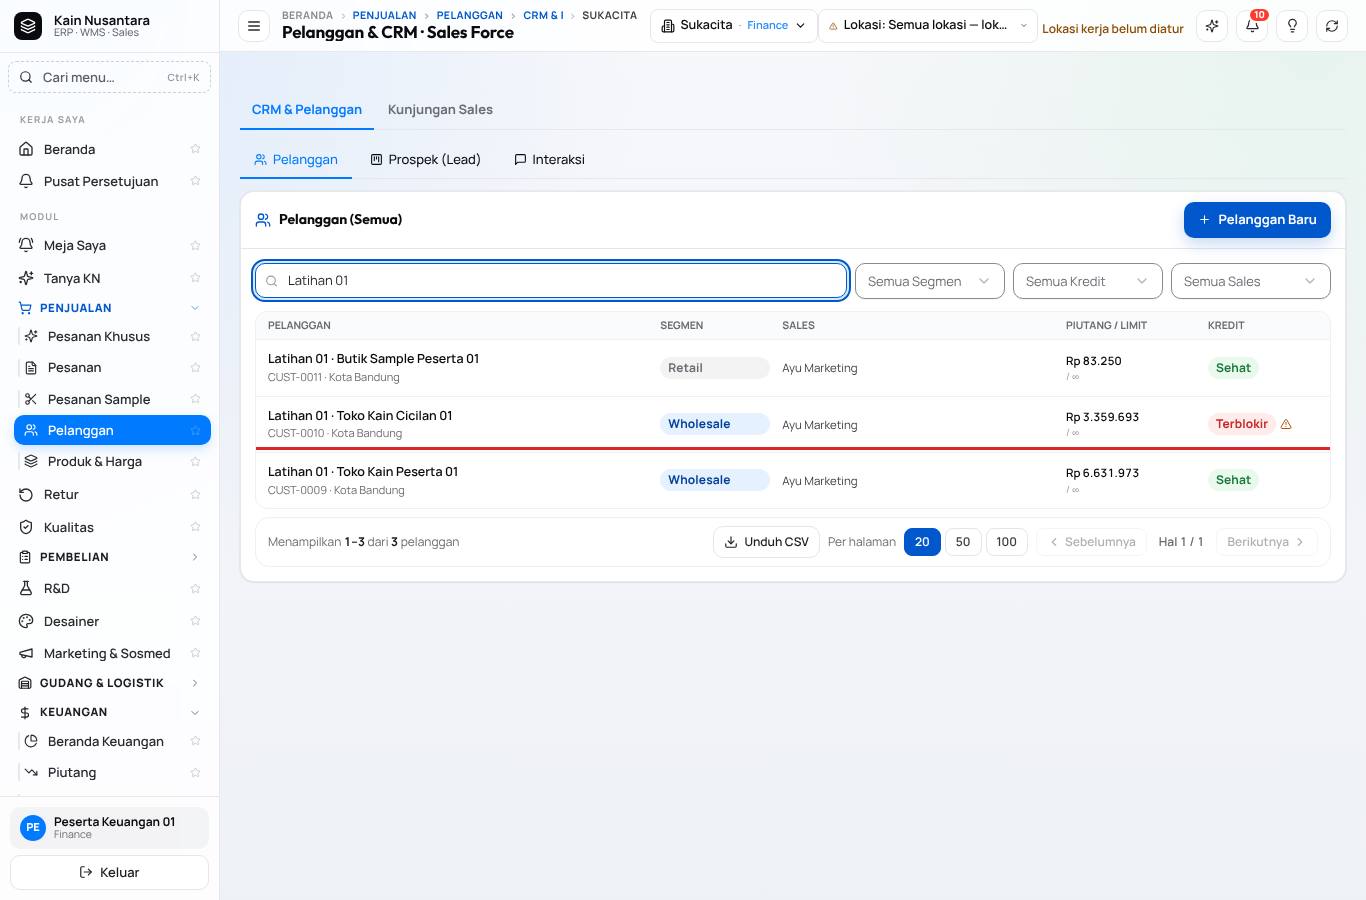 Kain Nusantara
ERP · WMS · Sales
Cari menu...
Ctrl+K
KERJA SAYA
Beranda
Pusat Persetujuan
MODUL
Meja Saya
Tanya KN
PENJUALAN
Pesanan Khusus
Pesanan
Pesanan Sample
Pelanggan
Produk & Harga
Retur
Kualitas
PEMBELIAN
R&D
Desainer
Marketing & Sosmed
GUDANG & LOGISTIK
KEUANGAN
Beranda Keuangan
Piutang
PE
Peserta Keuangan 01
Finance
Keluar
BERANDA > PENJUALAN > PELANGGAN > CRM & I > SUKACITA
Pelanggan & CRM · Sales Force
Sukacita · Finance
Lokasi: Semua lokasi — lok...
Lokasi kerja belum diatur
10
CRM & Pelanggan
Kunjungan Sales
Pelanggan
Prospek (Lead)
Interaksi
Pelanggan (Semua)
+ Pelanggan Baru
Latihan 01
Semua Segmen
Semua Kredit
Semua Sales
PELANGGAN SEGMEN SALES PIUTANG / LIMIT KREDIT
Latihan 01 · Butik Sample Peserta 01
CUST-0011 · Kota Bandung
Retail
Ayu Marketing
Rp 83.250
/ ∞
Sehat
Latihan 01 · Toko Kain Cicilan 01
CUST-0010 · Kota Bandung
Wholesale
Ayu Marketing
Rp 3.359.693
/ ∞
Terblokir
Latihan 01 · Toko Kain Peserta 01
CUST-0009 · Kota Bandung
Wholesale
Ayu Marketing
Rp 6.631.973
/ ∞
Sehat
Menampilkan 1–3 dari 3 pelanggan
Unduh CSV
Per halaman
20
50
100
Sebelumnya
Hal 1 / 1
Berikutnya